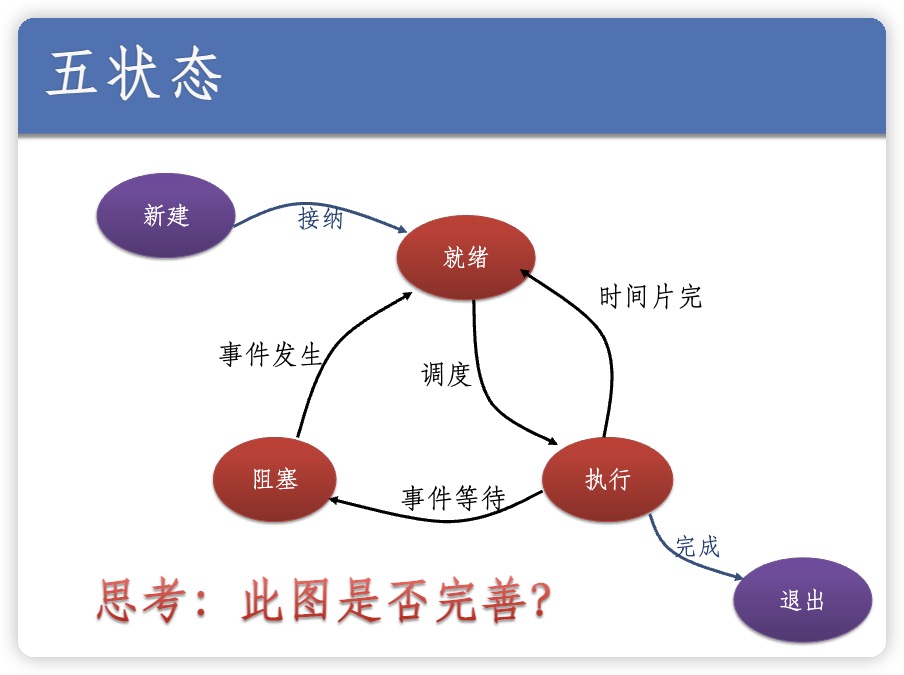 五状态
新建
接纳
就绪
时间片完
事件发生
调度
阻塞
事件等待
执行
完成
退出
思考：此图是否完善？